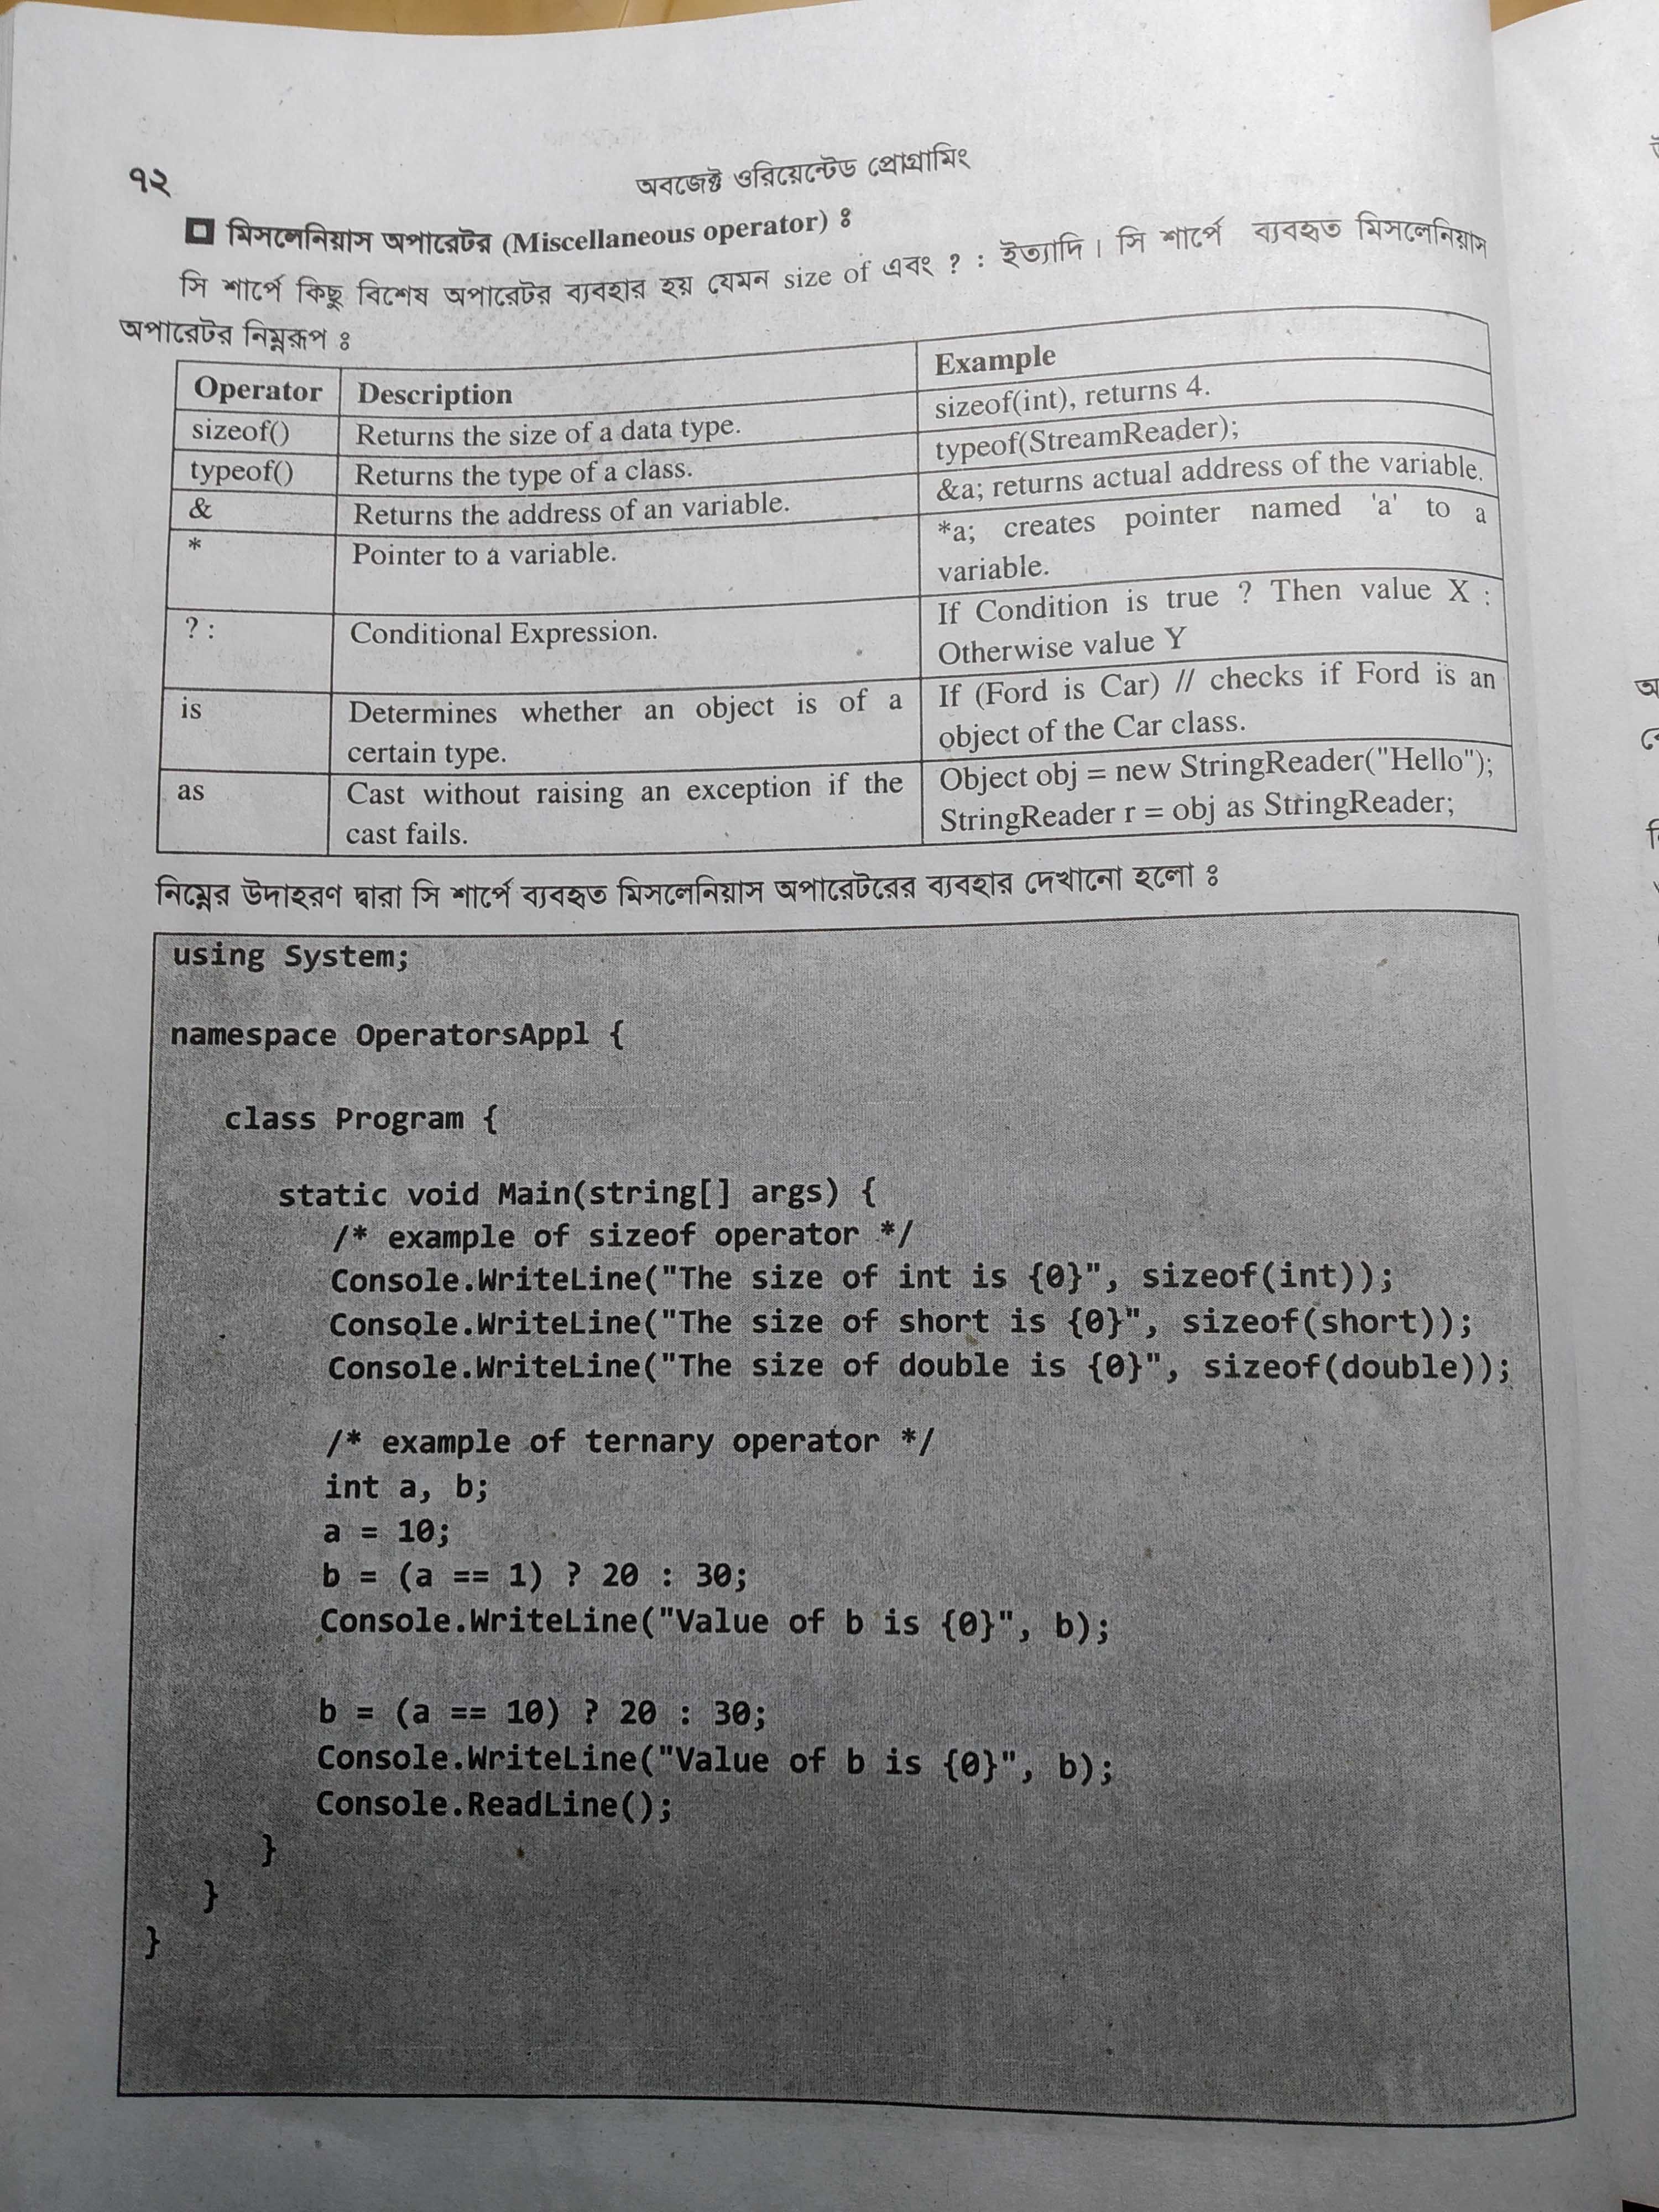 ৭২
অবজেক্ট ওরিয়েন্টেড প্রোগ্রামিং
মিসলেনিয়াস অপারেটর (Miscellaneous operator) ঃ
সি শার্পে কিছু বিশেষ অপারেটর ব্যবহার হয় যেমন size of এবং ? : ইত্যাদি। সি শার্পে ব্যবহৃত মিসলেনিয়াস
অপারেটর নিম্নরূপ ঃ
Operator Description Example
sizeof() Returns the size of a data type. sizeof(int), returns 4.
typeof() Returns the type of a class. typeof(StreamReader);
& Returns the address of an variable. &a; returns actual address of the variable.
* Pointer to a variable. *a; creates pointer named 'a' to a
variable.
? : Conditional Expression. If Condition is true ? Then value X :
Otherwise value Y
is Determines whether an object is of a If (Ford is Car) // checks if Ford is an
certain type. object of the Car class.
as Cast without raising an exception if the Object obj = new StringReader("Hello");
cast fails. StringReader r = obj as StringReader;
নিম্নের উদাহরণ দ্বারা সি শার্পে ব্যবহৃত মিসলেনিয়াস অপারেটরের ব্যবহার দেখানো হলো ঃ
using System;
namespace OperatorsAppl {
class Program {
static void Main(string[] args) {
/* example of sizeof operator */
Console.WriteLine("The size of int is {0}", sizeof(int));
Console.WriteLine("The size of short is {0}", sizeof(short));
Console.WriteLine("The size of double is {0}", sizeof(double));
/* example of ternary operator */
int a, b;
a = 10;
b = (a == 1) ? 20 : 30;
Console.WriteLine("Value of b is {0}", b);
b = (a == 10) ? 20 : 30;
Console.WriteLine("Value of b is {0}", b);
Console.ReadLine();
}
}
}